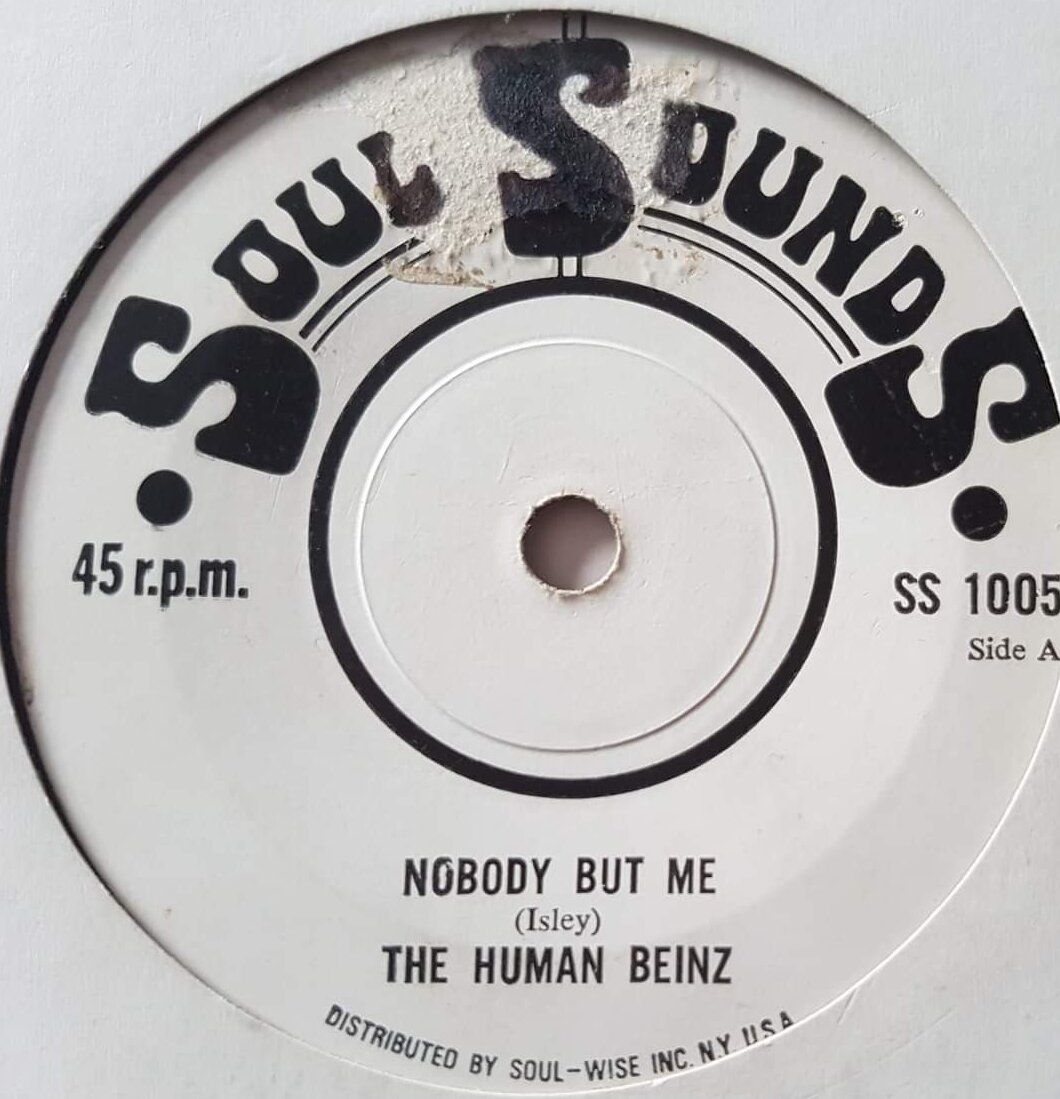 SOUL SOUNDS
45 r.p.m.
SS 1005
Side A
NOBODY BUT ME
(Isley)
THE HUMAN BEINZ
DISTRIBUTED BY SOUL-WISE INC. N.Y U.S.A